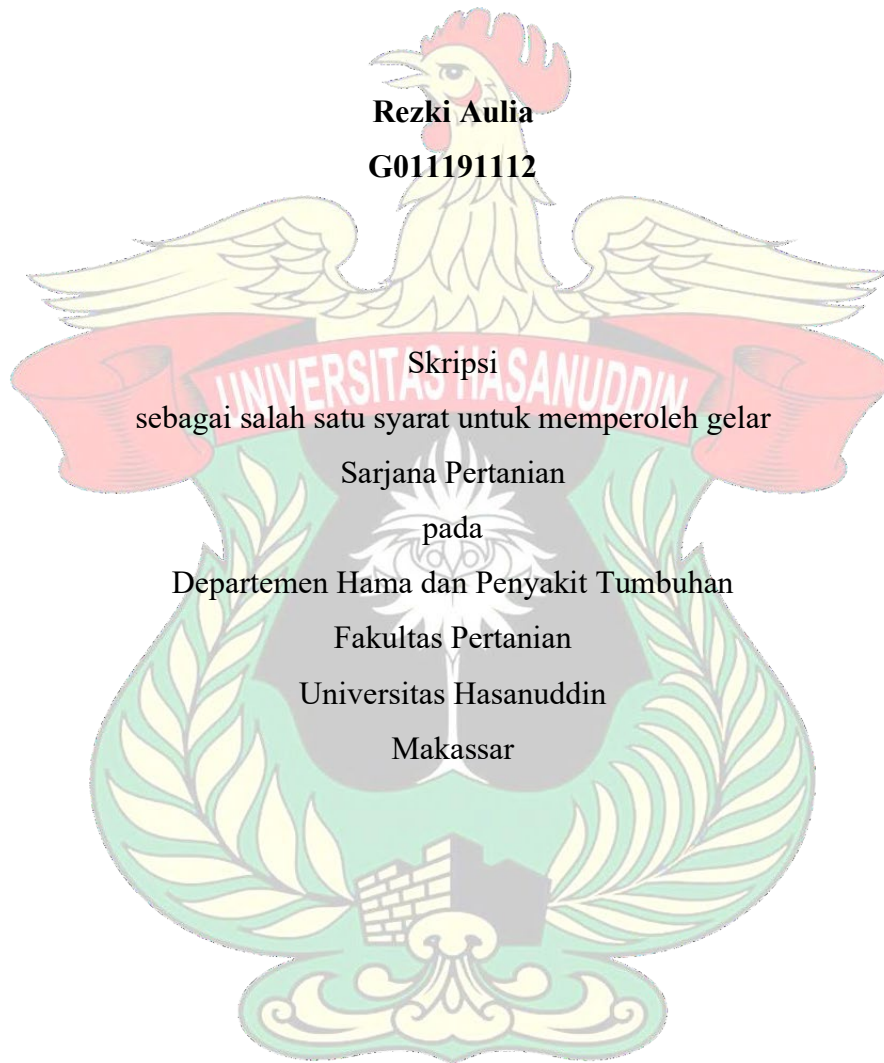 Rezki Aulia
G011191112
UNIVERSITAS HASANUDDIN
Skripsi
sebagai salah satu syarat untuk memperoleh gelar
Sarjana Pertanian
pada
Departemen Hama dan Penyakit Tumbuhan
Fakultas Pertanian
Universitas Hasanuddin
Makassar